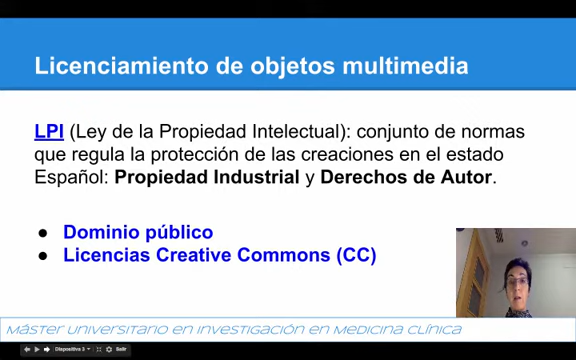 Licenciamiento de objetos multimedia
LPI (Ley de la Propiedad Intelectual): conjunto de normas
que regula la protección de las creaciones en el estado
Español: Propiedad Industrial y Derechos de Autor.
● Dominio público
● Licencias Creative Commons (CC)
Máster universitario en investigación en medicina clínica
Diapositiva 3
Salir